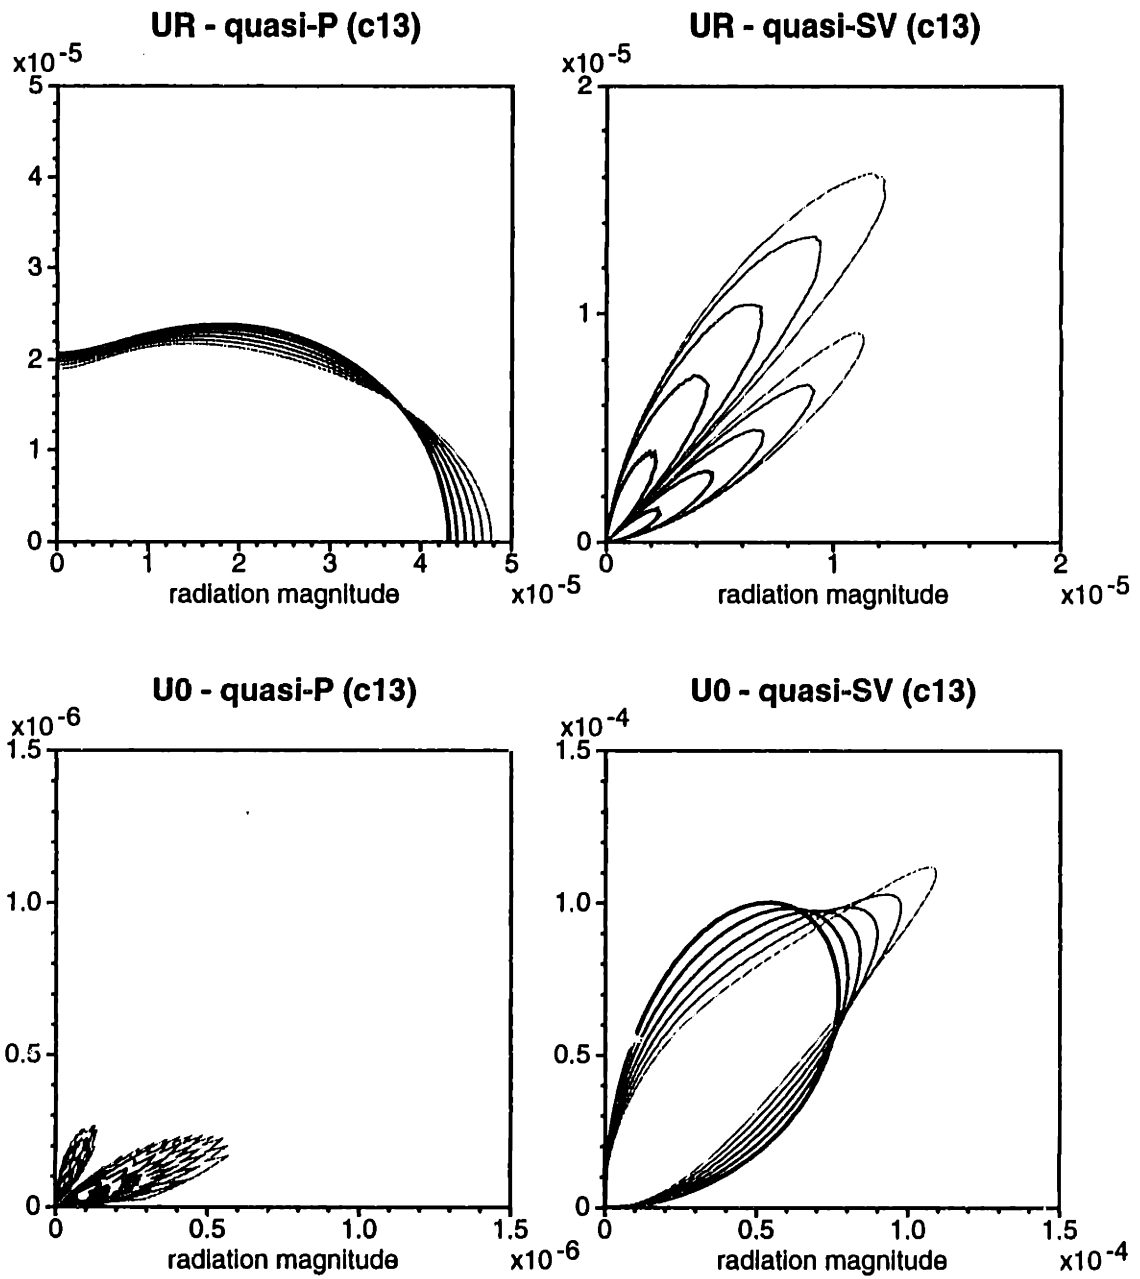 UR - quasi-P (c13)
UR - quasi-SV (c13)
x10-5
x10-5
5
4
3
2
1
0
0
1
2
3
4
5
radiation magnitude
x10-5
2
1
0
0
1
2
radiation magnitude
x10-5
U0 - quasi-P (c13)
U0 - quasi-SV (c13)
x10-6
x10-4
1.5
1.0
0.5
0
0
0.5
1.0
1.5
radiation magnitude
x10-6
1.5
1.0
0.5
0
0
0.5
1.0
1.5
radiation magnitude
x10-4